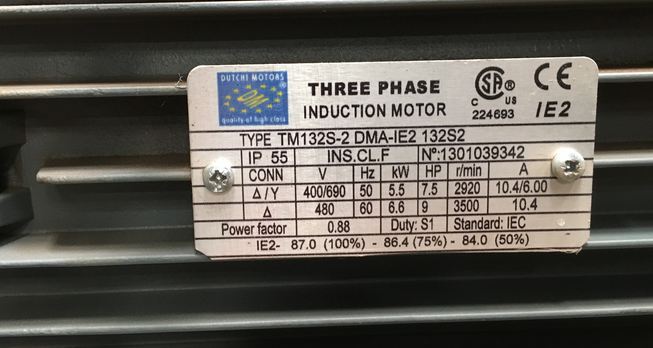 DUTCHI MOTORS
DM
quality of high class
THREE PHASE
INDUCTION MOTOR
SA ®
C US
224693
CE
IE2
TYPE TM132S-2 DMA-IE2 132S2
IP 55 INS.CL.F Nº:1301039342
CONN V Hz kW HP r/min A
Δ/Y 400/690 50 5.5 7.5 2920 10.4/6.00
Δ 480 60 6.6 9 3500 10.4
Power factor 0.88 Duty: S1 Standard: IEC
IE2- 87.0 (100%) - 86.4 (75%) - 84.0 (50%)